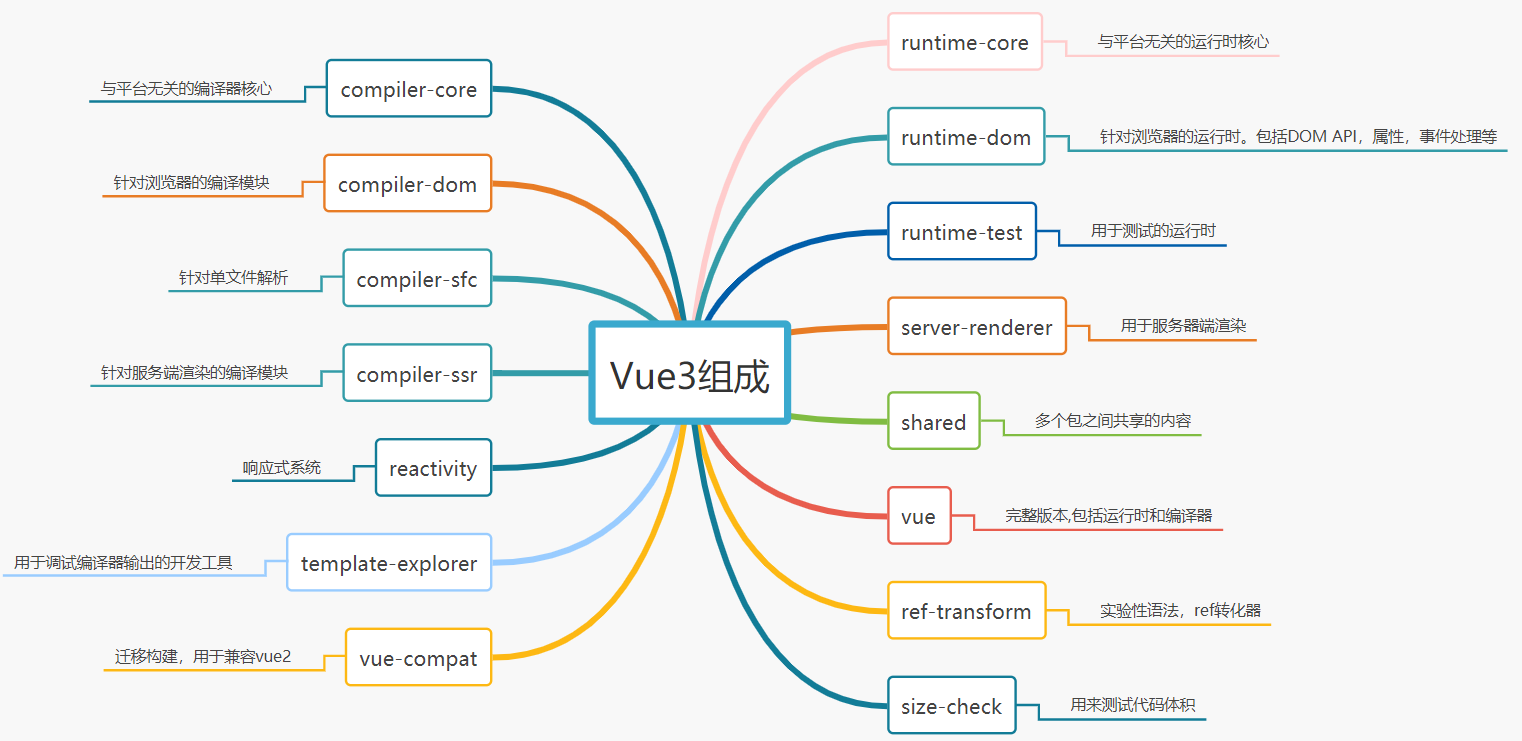 Vue3组成
compiler-core
与平台无关的编译器核心
compiler-dom
针对浏览器的编译模块
compiler-sfc
针对单文件解析
compiler-ssr
针对服务端渲染的编译模块
reactivity
响应式系统
template-explorer
用于调试编译器输出的开发工具
vue-compat
迁移构建，用于兼容vue2
runtime-core
与平台无关的运行时核心
runtime-dom
针对浏览器的运行时。包括DOM API，属性，事件处理等
runtime-test
用于测试的运行时
server-renderer
用于服务器端渲染
shared
多个包之间共享的内容
vue
完整版本,包括运行时和编译器
ref-transform
实验性语法，ref转化器
size-check
用来测试代码体积